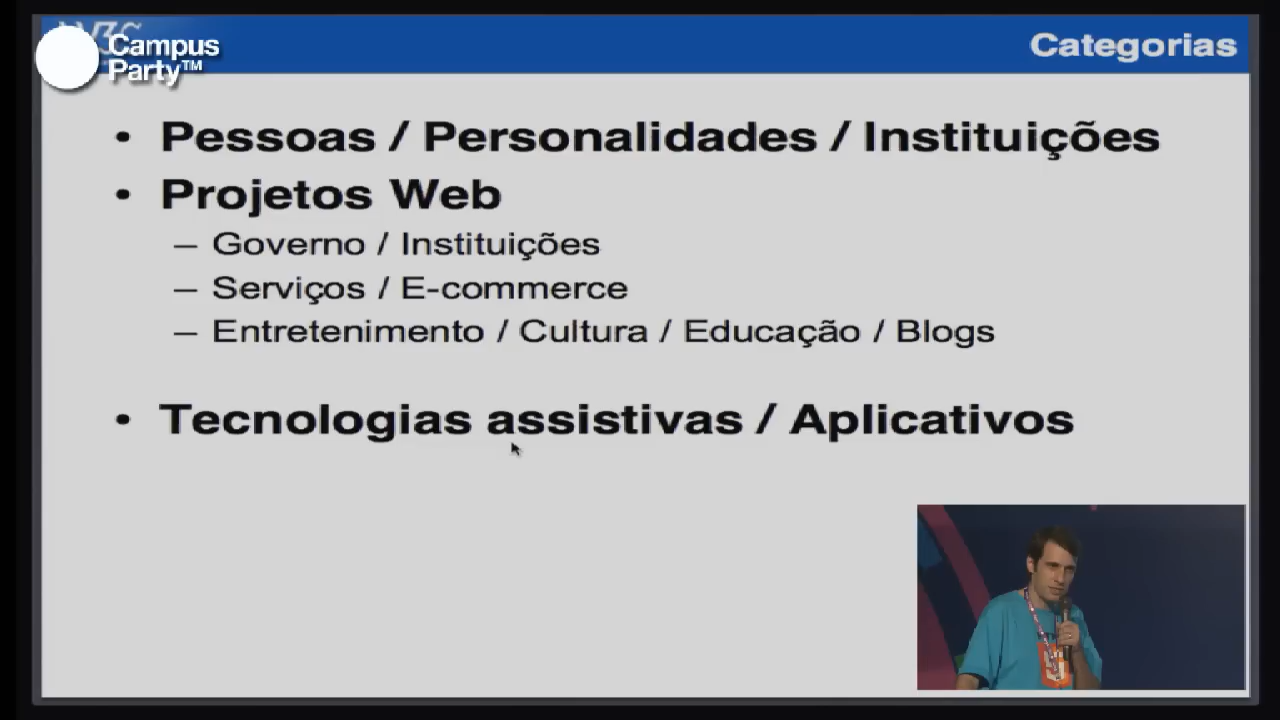 W3C
Campus
Party™
Categorias
• Pessoas / Personalidades / Instituições
• Projetos Web
– Governo / Instituições
– Serviços / E-commerce
– Entretenimento / Cultura / Educação / Blogs
• Tecnologias assistivas / Aplicativos